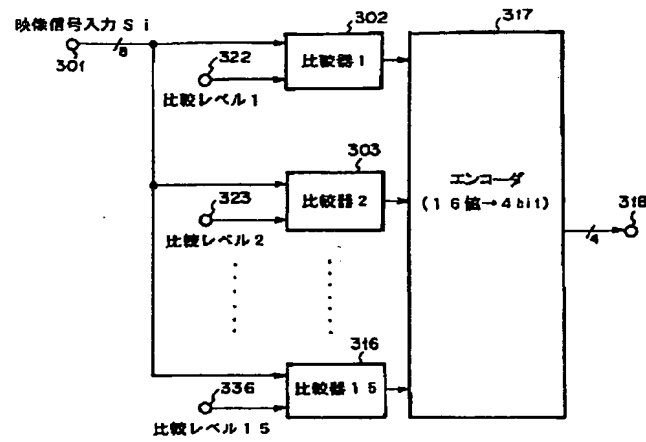 映像信号入力Si
301
8
322
比較レベル1
302
比較器1
317
エンコーダ
(16値→4bit)
318
4
303
比較器2
323
比較レベル2
316
比較器15
336
比較レベル15